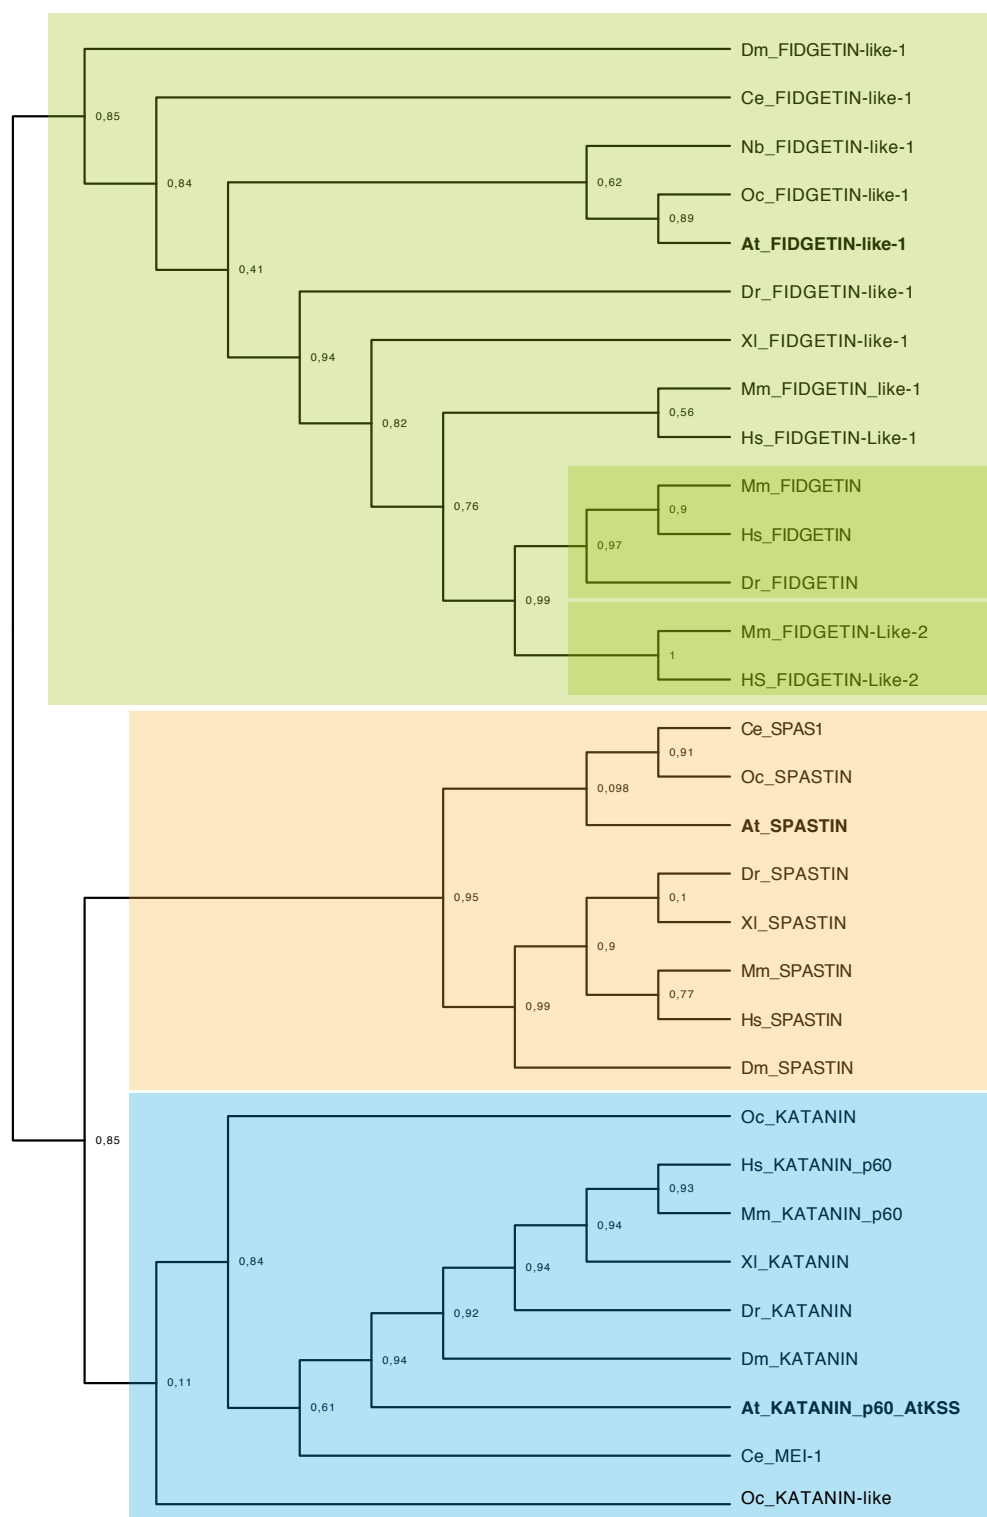 Dm_FIDGETIN-like-1
0,85
Ce_FIDGETIN-like-1
0,84
Nb_FIDGETIN-like-1
0,62
Oc_FIDGETIN-like-1
0,89
At_FIDGETIN-like-1
0,41
Dr_FIDGETIN-like-1
0,94
Xl_FIDGETIN-like-1
0,82
Mm_FIDGETIN_like-1
0,56
Hs_FIDGETIN-Like-1
0,76
Mm_FIDGETIN
0,9
Hs_FIDGETIN
0,97
Dr_FIDGETIN
0,99
Mm_FIDGETIN-Like-2
1
HS_FIDGETIN-Like-2
Ce_SPAS1
0,91
Oc_SPASTIN
0,098
At_SPASTIN
0,95
Dr_SPASTIN
0,1
Xl_SPASTIN
0,9
Mm_SPASTIN
0,77
Hs_SPASTIN
0,99
Dm_SPASTIN
Oc_KATANIN
0,85
Hs_KATANIN_p60
0,93
Mm_KATANIN_p60
0,94
Xl_KATANIN
0,84
0,94
Dr_KATANIN
0,92
Dm_KATANIN
0,94
0,11
At_KATANIN_p60_AtKSS
0,61
Ce_MEI-1
Oc_KATANIN-like